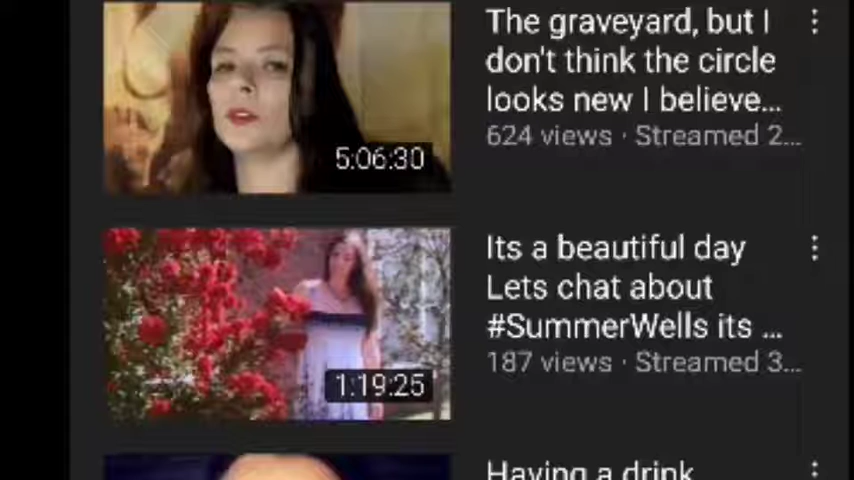 The graveyard, but I
don't think the circle
looks new I believe...
624 views · Streamed 2...
5:06:30
Its a beautiful day
Lets chat about
#SummerWells its ...
187 views · Streamed 3...
1:19:25
Having a drink